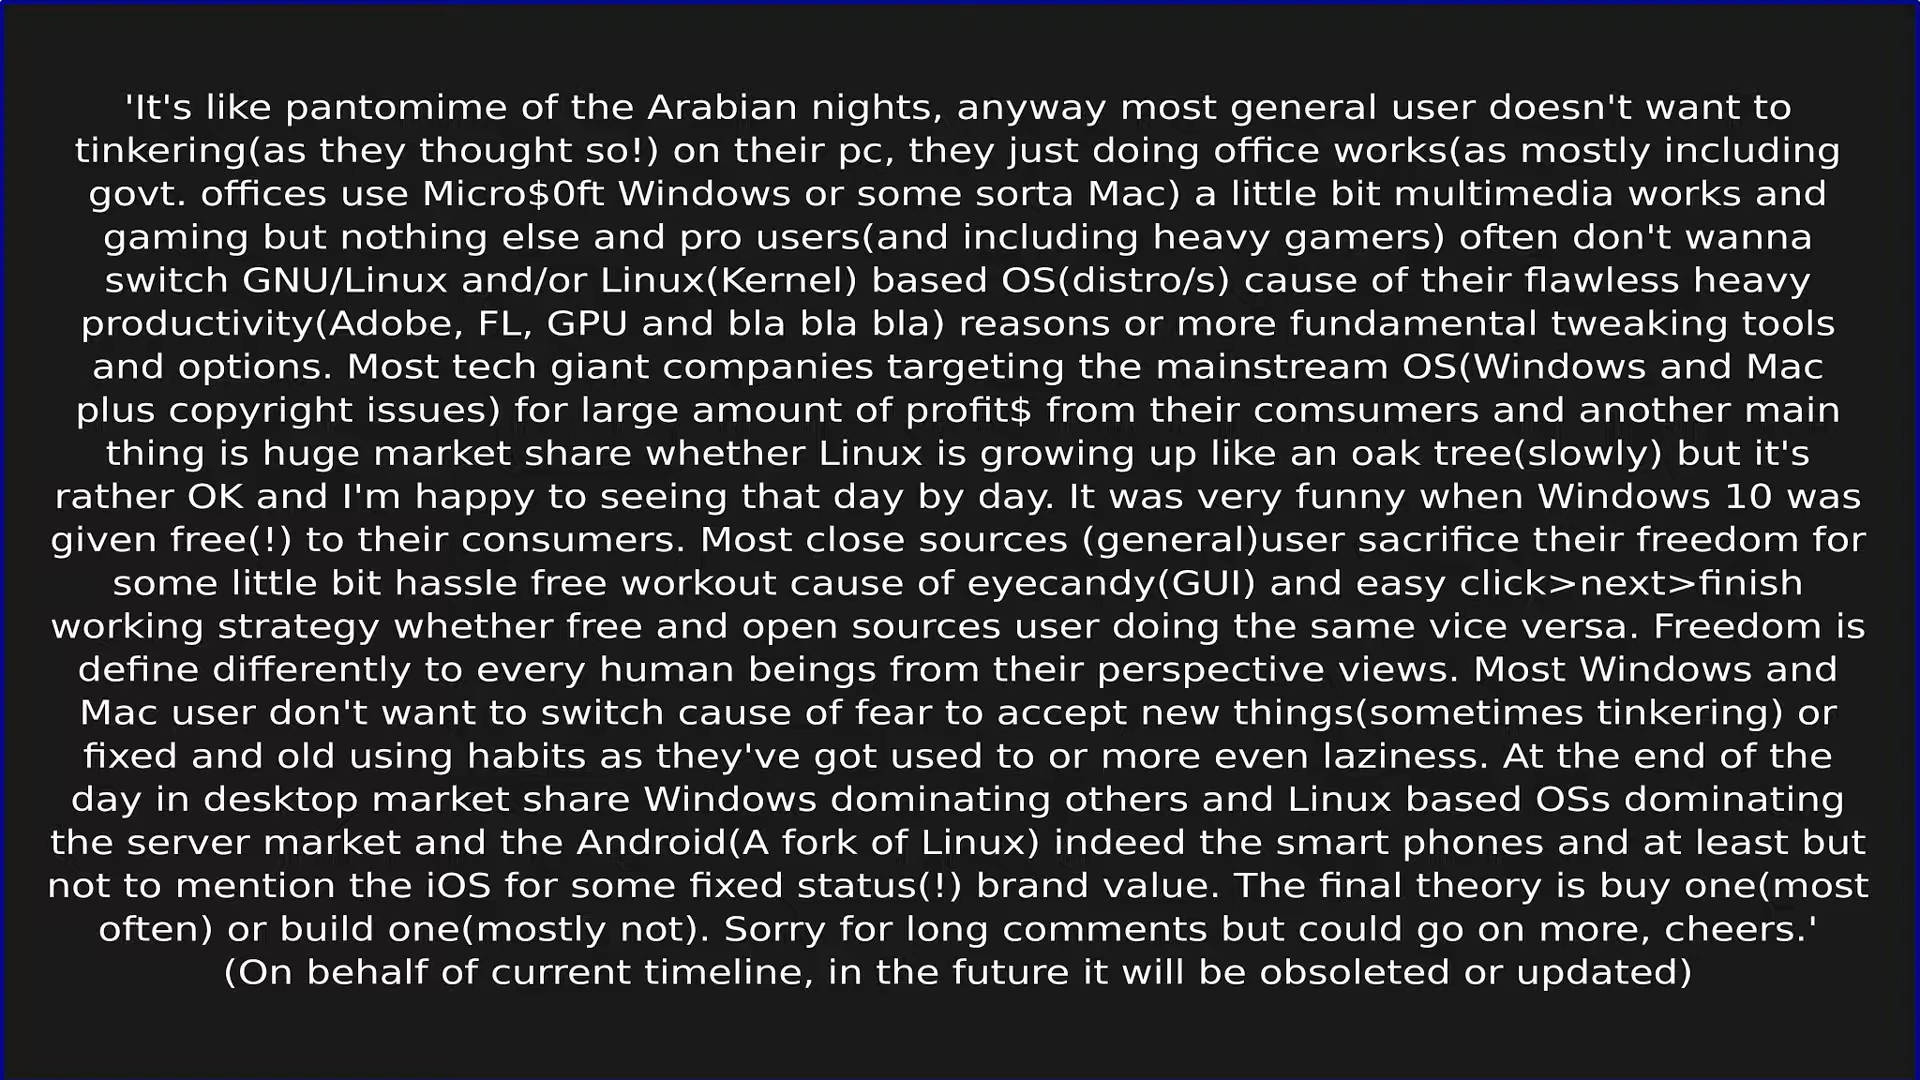 'It's like pantomime of the Arabian nights, anyway most general user doesn't want to
tinkering(as they thought so!) on their pc, they just doing office works(as mostly including
govt. offices use Micro$0ft Windows or some sorta Mac) a little bit multimedia works and
gaming but nothing else and pro users(and including heavy gamers) often don't wanna
switch GNU/Linux and/or Linux(Kernel) based OS(distro/s) cause of their flawless heavy
productivity(Adobe, FL, GPU and bla bla bla) reasons or more fundamental tweaking tools
and options. Most tech giant companies targeting the mainstream OS(Windows and Mac
plus copyright issues) for large amount of profit$ from their comsumers and another main
thing is huge market share whether Linux is growing up like an oak tree(slowly) but it's
rather OK and I'm happy to seeing that day by day. It was very funny when Windows 10 was
given free(!) to their consumers. Most close sources (general)user sacrifice their freedom for
some little bit hassle free workout cause of eyecandy(GUI) and easy click>next>finish
working strategy whether free and open sources user doing the same vice versa. Freedom is
define differently to every human beings from their perspective views. Most Windows and
Mac user don't want to switch cause of fear to accept new things(sometimes tinkering) or
fixed and old using habits as they've got used to or more even laziness. At the end of the
day in desktop market share Windows dominating others and Linux based OSs dominating
the server market and the Android(A fork of Linux) indeed the smart phones and at least but
not to mention the iOS for some fixed status(!) brand value. The final theory is buy one(most
often) or build one(mostly not). Sorry for long comments but could go on more, cheers.'
(On behalf of current timeline, in the future it will be obsoleted or updated)